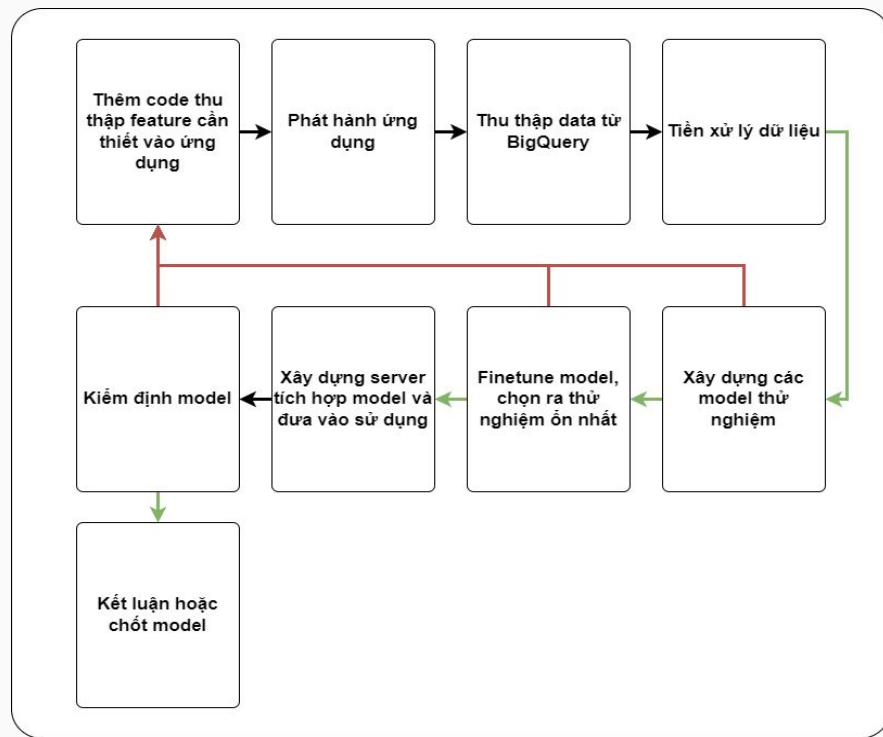 Thêm code thu
thập feature cần
thiết vào ứng
dụng
Phát hành ứng
dụng
Thu thập data từ
BigQuery
Tiền xử lý dữ liệu
Kiểm định model
Xây dựng server
tích hợp model và
đưa vào sử dụng
Finetune model,
chọn ra thử
nghiệm ổn nhất
Xây dựng các
model thử
nghiệm
Kết luận hoặc
chốt model